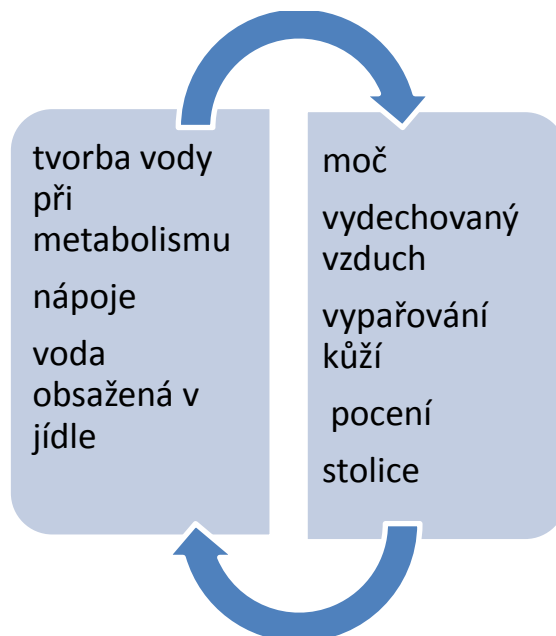 tvorba vody
při
metabolismu
nápoje
voda
obsažená v
jídle
moč
vydechovaný
vzduch
vypařování
kůží
pocení
stolice